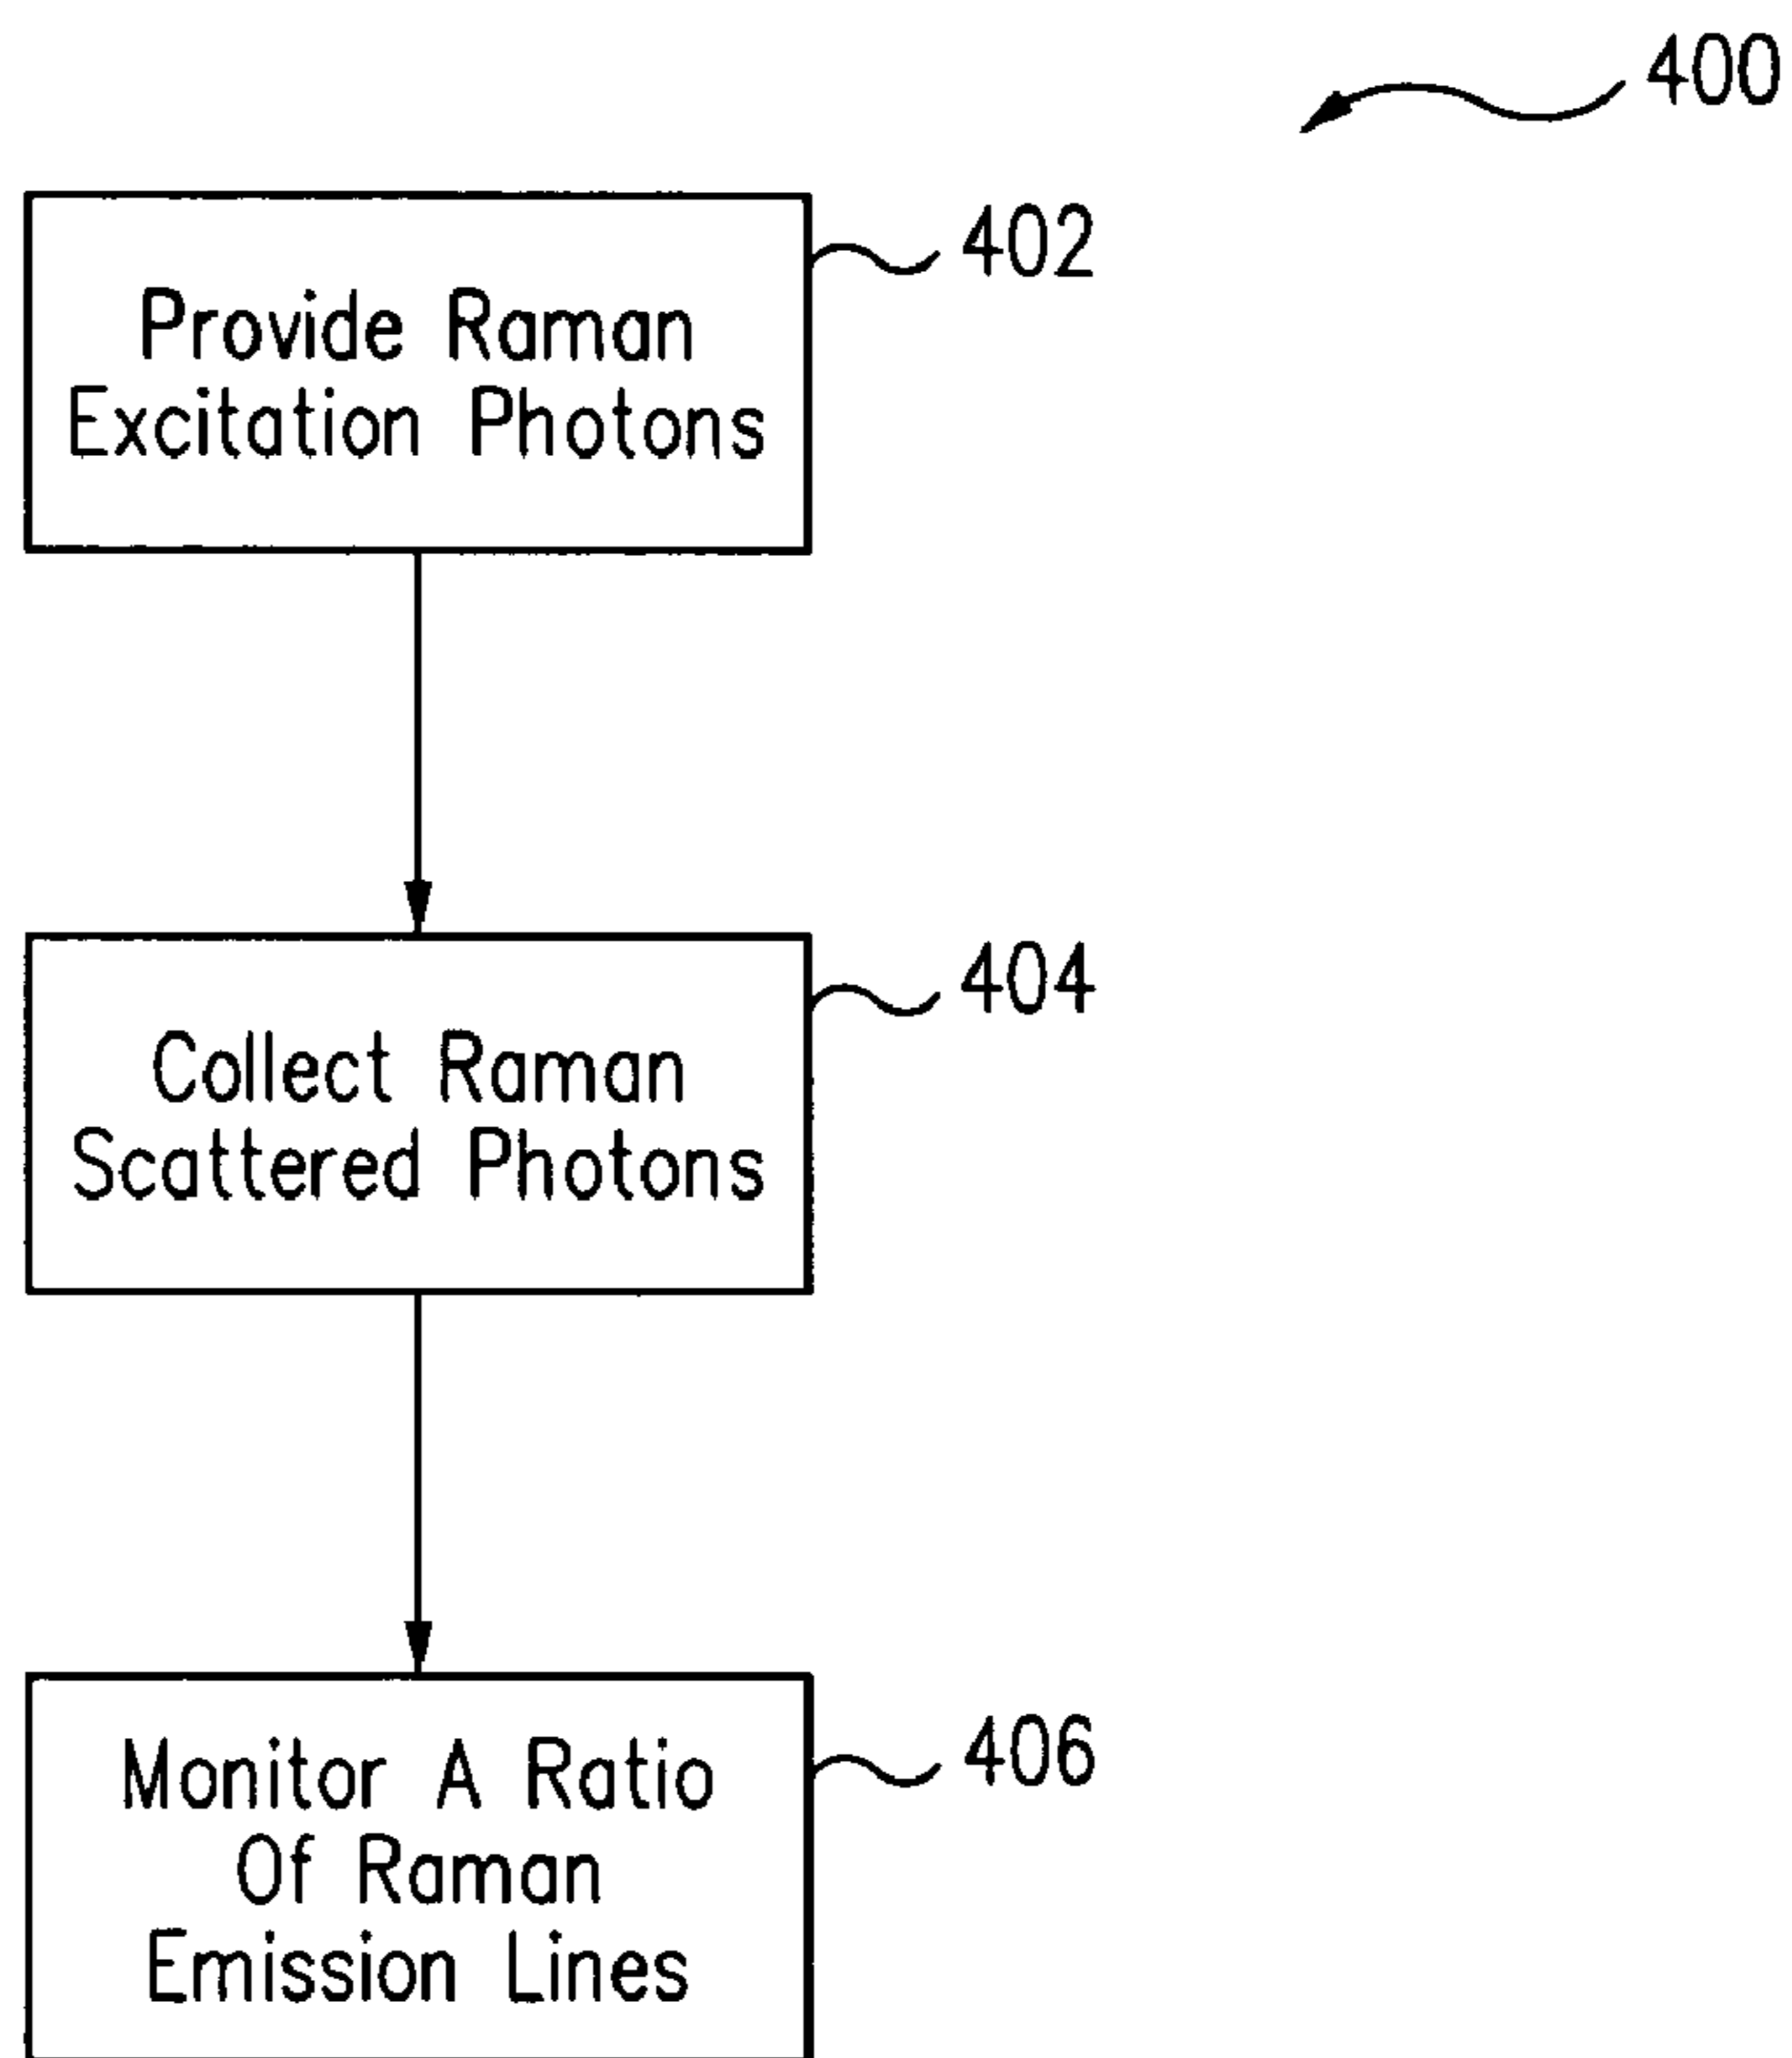 400
402
Provide Raman
Excitation Photons
404
Collect Raman
Scattered Photons
406
Monitor A Ratio
Of Raman
Emission Lines